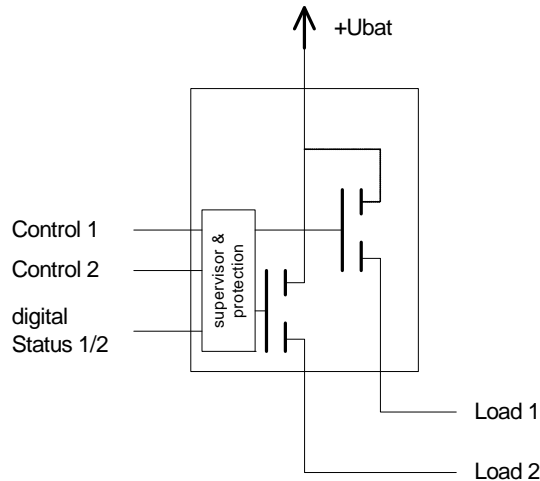 +Ubat
Control 1
Control 2
digital
Status 1/2
supervisor &
protection
Load 1
Load 2